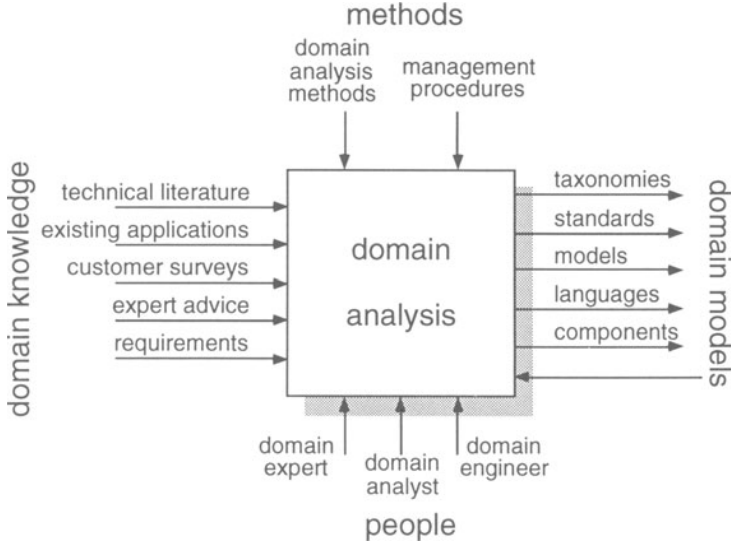 methods
domain
analysis
methods
management
procedures
domain knowledge
technical literature
existing applications
customer surveys
expert advice
requirements
domain
analysis
taxonomies
standards
models
languages
components
domain models
domain
expert
domain
analyst
domain
engineer
people